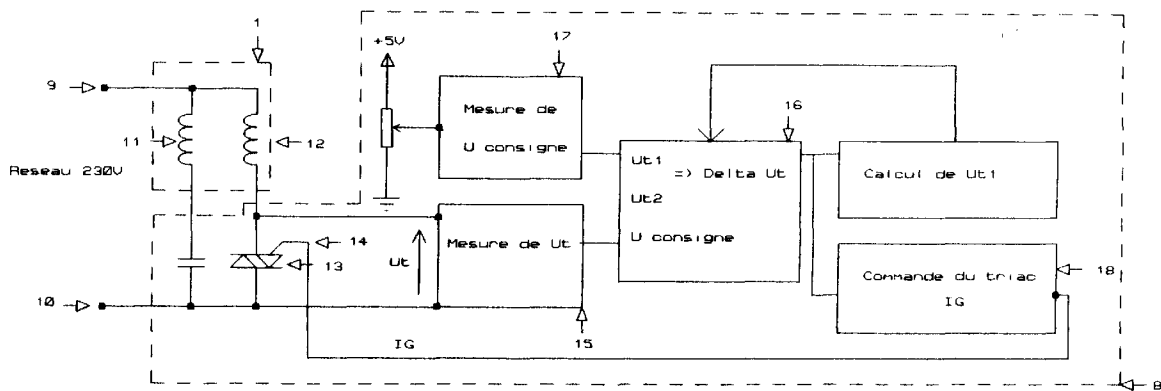 1
+5V
17
9
Mesure de
U consigne
16
11
12
Reseau 230V
Ut1
=> Delta Ut
Ut2
U consigne
Calcul de Ut1
14
13
Ut
Mesure de Ut
Commande du triac
IG
18
10
IG
15
8